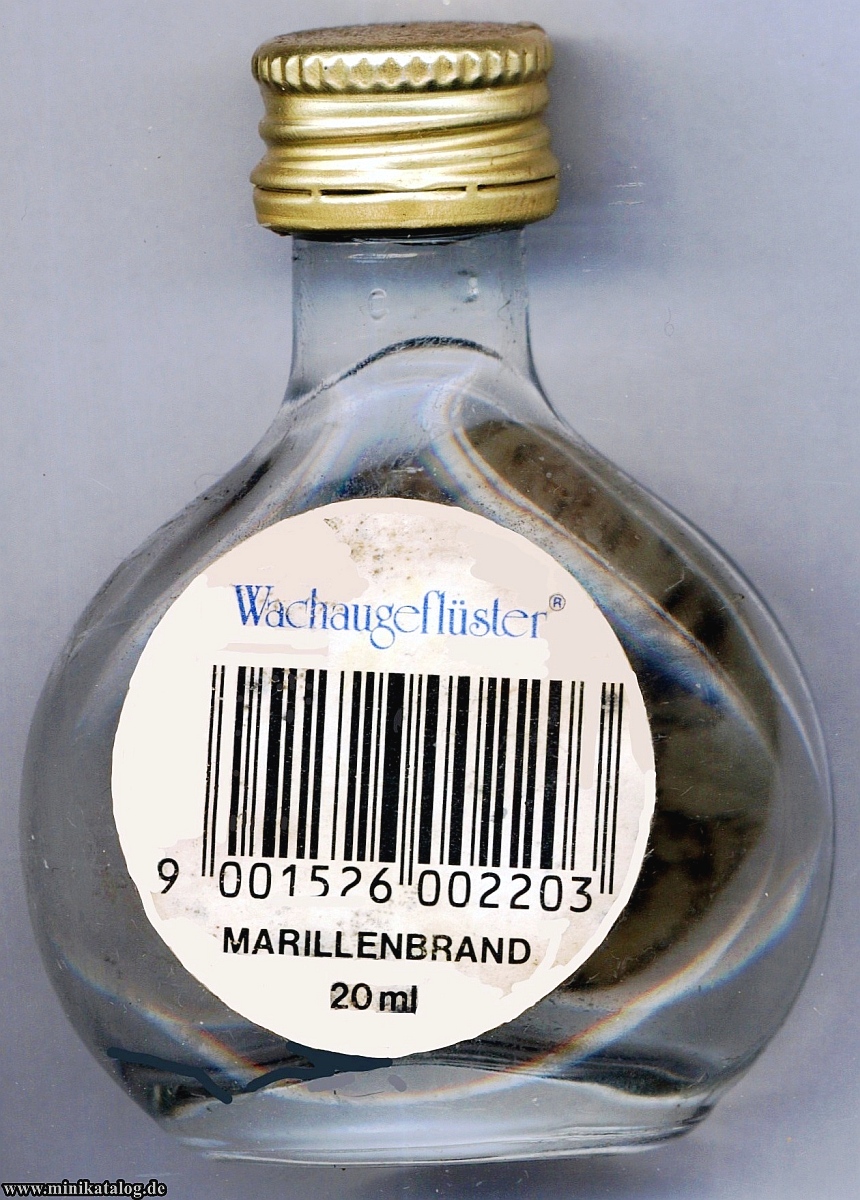 Wachaugeflüster®
9 001526 002203
MARILLENBRAND
20 ml
www.minikatalog.de